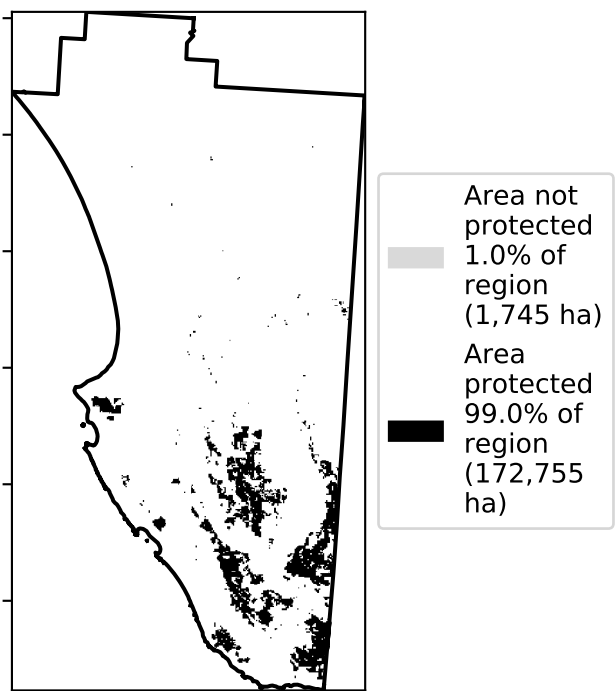 Area not
protected
1.0% of
region
(1,745 ha)
Area
protected
99.0% of
region
(172,755
ha)